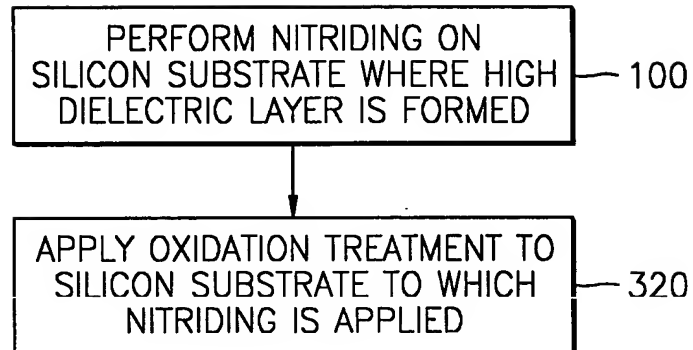 PERFORM NITRIDING ON
SILICON SUBSTRATE WHERE HIGH
DIELECTRIC LAYER IS FORMED
100
APPLY OXIDATION TREATMENT TO
SILICON SUBSTRATE TO WHICH
NITRIDING IS APPLIED
320